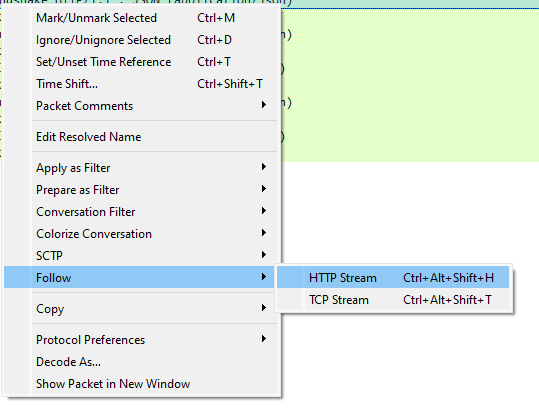 Mark/Unmark Selected Ctrl+M
Ignore/Unignore Selected Ctrl+D
Set/Unset Time Reference Ctrl+T
Time Shift... Ctrl+Shift+T
Packet Comments
Edit Resolved Name
Apply as Filter
Prepare as Filter
Conversation Filter
Colorize Conversation
SCTP
Follow
HTTP Stream Ctrl+Alt+Shift+H
TCP Stream Ctrl+Alt+Shift+T
Copy
Protocol Preferences
Decode As...
Show Packet in New Window